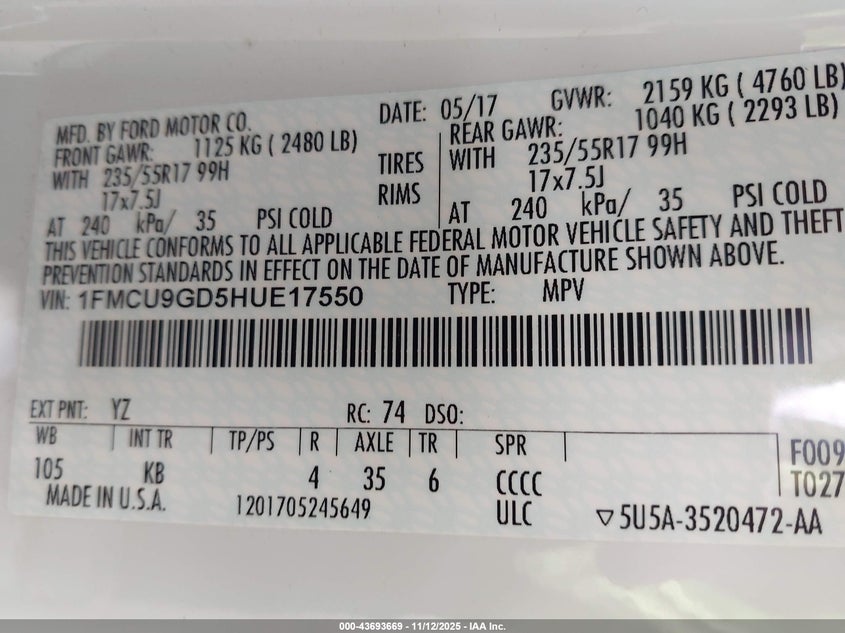 MFD. BY FORD MOTOR CO. DATE: 05/17 GVWR: 2159 KG ( 4760 LB)
FRONT GAWR: 1125 KG ( 2480 LB) REAR GAWR: 1040 KG ( 2293 LB)
WITH 235/55R17 99H TIRES WITH 235/55R17 99H
17x7.5J RIMS 17x7.5J
AT 240 kPa/ 35 PSI COLD AT 240 kPa/ 35 PSI COLD
THIS VEHICLE CONFORMS TO ALL APPLICABLE FEDERAL MOTOR VEHICLE SAFETY AND THEFT
PREVENTION STANDARDS IN EFFECT ON THE DATE OF MANUFACTURE SHOWN ABOVE.
VIN: 1FMCU9GD5HUE17550 TYPE: MPV
EXT PNT: YZ RC: 74 DSO:
WB INT TR TP/PS R AXLE TR SPR F009
105 KB 4 35 6 CCCC T027
MADE IN U.S.A. 1201705245649 ULC ▽5U5A-3520472-AA
000-43693669 - 11/12/2025 - IAA Inc.